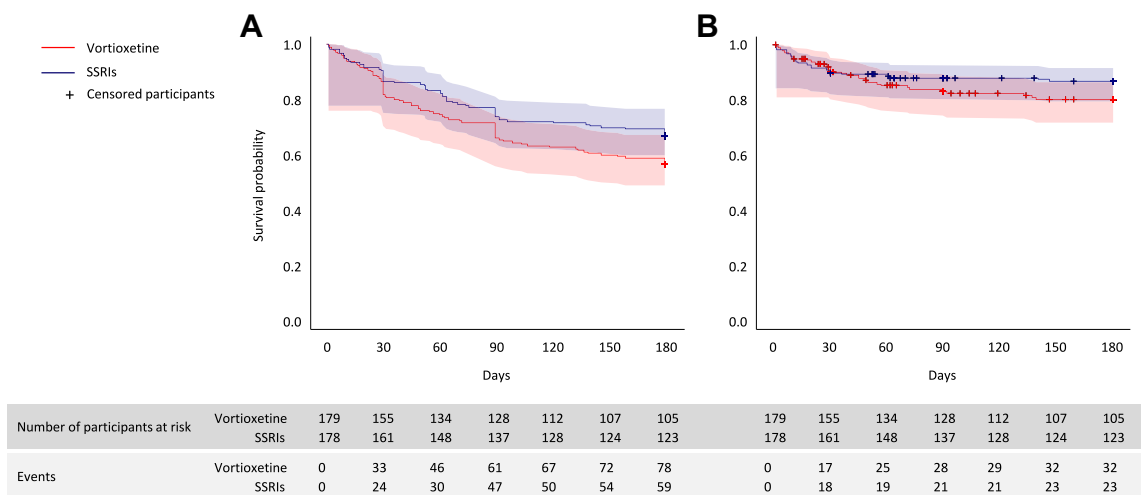 A
B
Vortioxetine
SSRIs
+ Censored participants
Survival probability
1.0
0.8
0.6
0.4
0.2
0.0
0 30 60 90 120 150 180
Days
1.0
0.8
0.6
0.4
0.2
0.0
0 30 60 90 120 150 180
Days
Number of participants at risk
Vortioxetine 179 155 134 128 112 107 105 179 155 134 128 112 107 105
SSRIs 178 161 148 137 128 124 123 178 161 148 137 128 124 123
Events
Vortioxetine 0 33 46 61 67 72 78 0 17 25 28 29 32 32
SSRIs 0 24 30 47 50 54 59 0 18 19 21 21 23 23